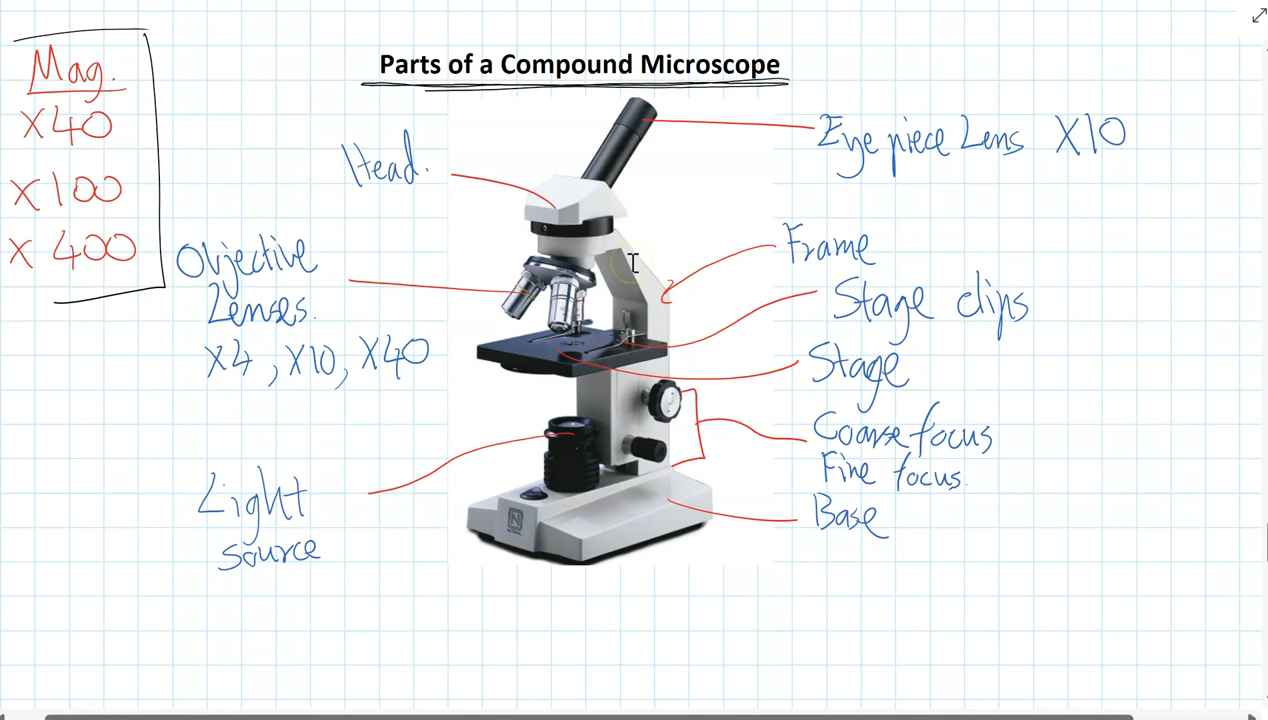 Parts of a Compound Microscope
Mag.
X40
X100
X 400
Head.
Objective
Lenses.
X4, X10, X40
Light
source
Eye piece Lens X10
Frame
Stage clips
Stage
Coarse focus
Fine focus.
Base
N